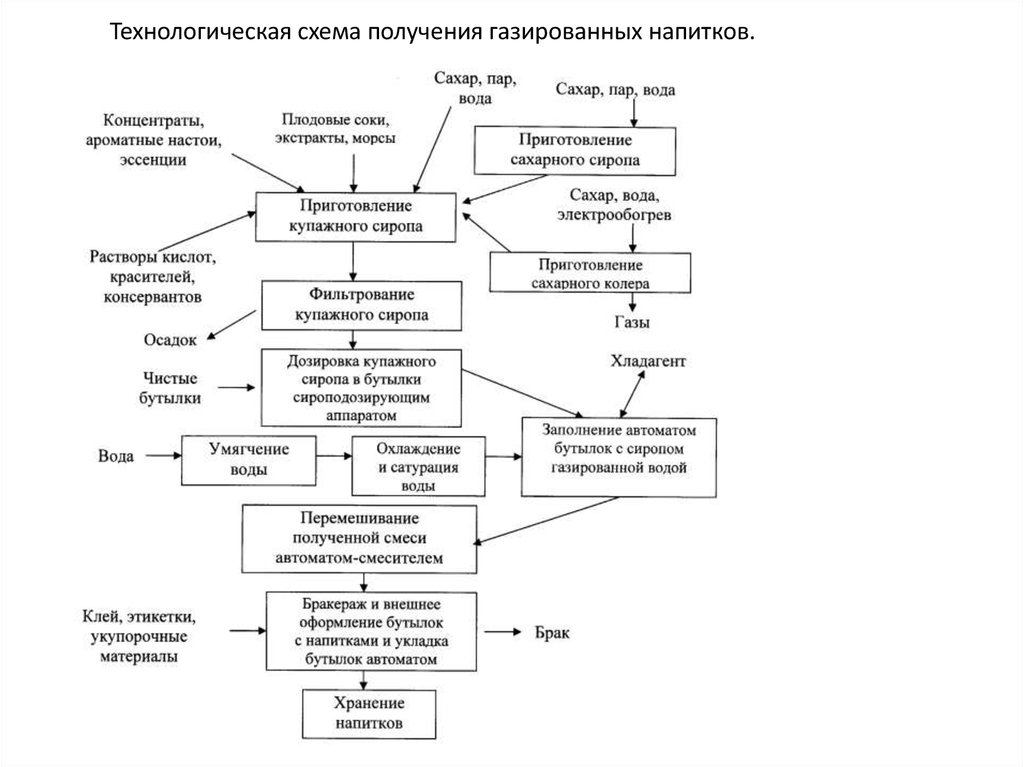 Технологическая схема получения газированных напитков.
Сахар, пар,
вода
Сахар, пар, вода
Концентраты,
ароматные настои,
эссенции
Плодовые соки,
экстракты, морсы
Приготовление
сахарного сиропа
Приготовление
купажного сиропа
Сахар, вода,
электрообогрев
Растворы кислот,
красителей,
консервантов
Приготовление
сахарного колера
Фильтрование
купажного сиропа
Газы
Осадок
Хладагент
Чистые
бутылки
Дозировка купажного
сиропа в бутылки
сироподозирующим
аппаратом
Заполнение автоматом
бутылок с сиропом
газированной водой
Вода
Умягчение
воды
Охлаждение
и сатурация
воды
Перемешивание
полученной смеси
автоматом-смесителем
Клей, этикетки,
укупорочные
материалы
Бракераж и внешнее
оформление бутылок
с напитками и укладка
бутылок автоматом
Брак
Хранение
напитков